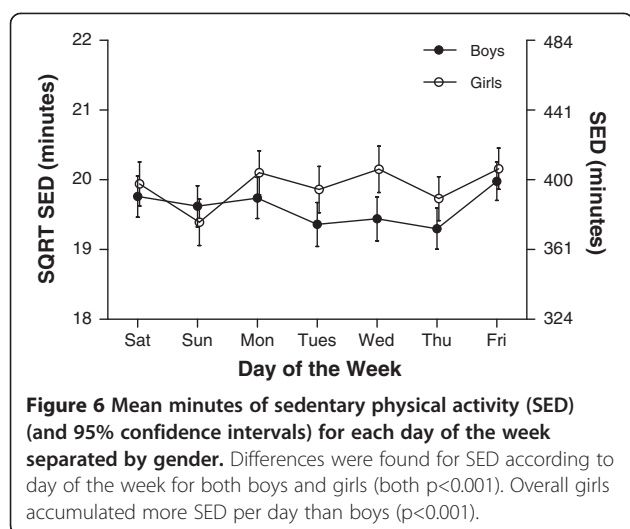 22
21
20
19
18
SQRT SED (minutes)
Boys
Girls
484
441
400
361
324
SED (minutes)
Sat Sun Mon Tues Wed Thu Fri
Day of the Week
Figure 6 Mean minutes of sedentary physical activity (SED)
(and 95% confidence intervals) for each day of the week
separated by gender. Differences were found for SED according to
day of the week for both boys and girls (both p<0.001). Overall girls
accumulated more SED per day than boys (p<0.001).